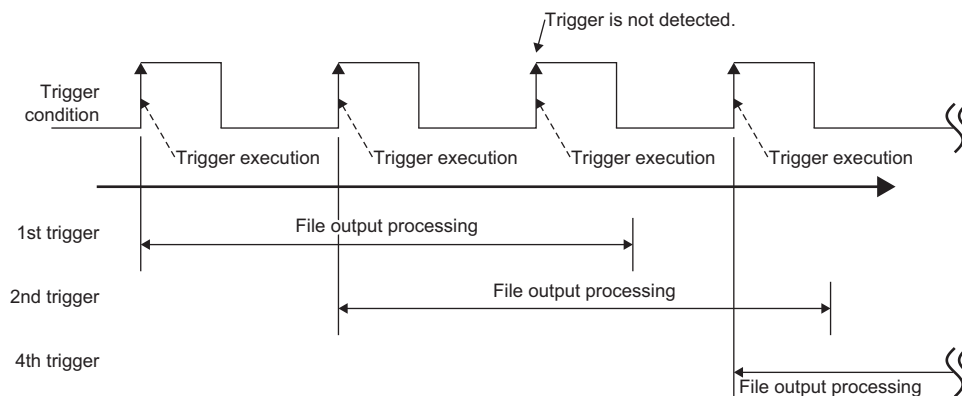 Trigger is not detected.
Trigger
condition
Trigger execution
Trigger execution
Trigger execution
Trigger execution
1st trigger
File output processing
2nd trigger
File output processing
4th trigger
File output processing